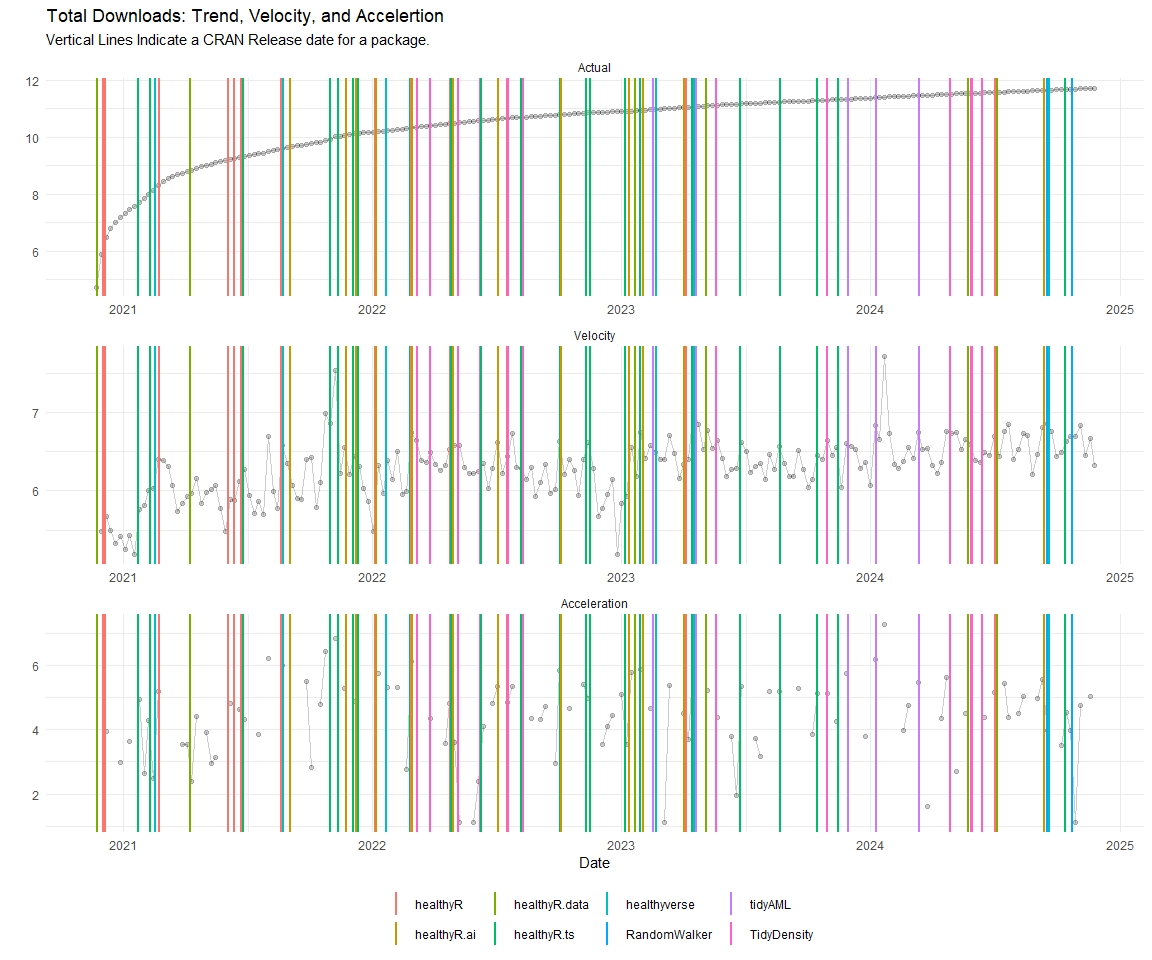 Total Downloads: Trend, Velocity, and Accelertion
Vertical Lines Indicate a CRAN Release date for a package.
Actual
12
10
8
6
2021 2022 2023 2024 2025
Velocity
7
6
2021 2022 2023 2024 2025
Acceleration
6
4
2
2021 2022 2023 2024 2025
Date
healthyR healthyR.data healthyverse tidyAML
healthyR.ai healthyR.ts RandomWalker TidyDensity